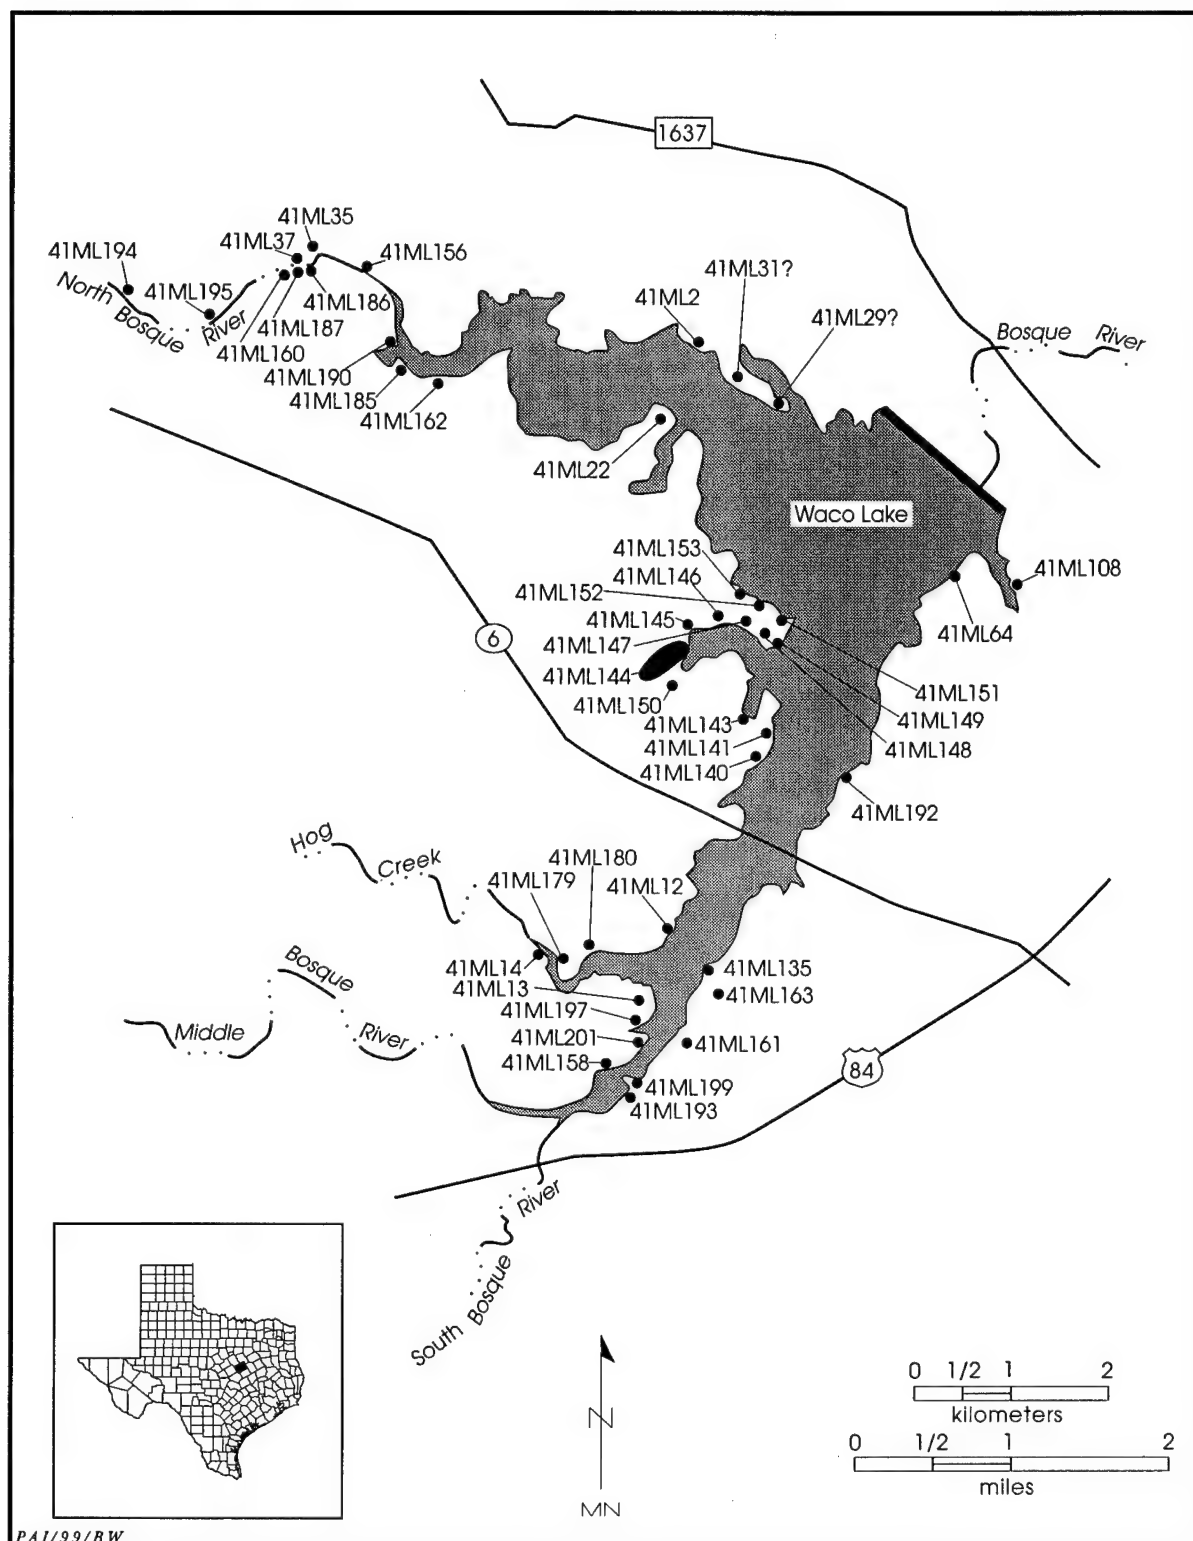 1637
41ML35
41ML37
41ML156
41ML194
41ML31?
North Bosque River
41ML195
41ML186
41ML2
41ML29?
41ML187
Bosque River
41ML160
41ML190
41ML185
41ML162
41ML22
Waco Lake
41ML153
41ML146
41ML108
41ML152
41ML145
6
41ML64
41ML147
41ML144
41ML150
41ML151
41ML143
41ML149
41ML141
41ML148
41ML140
41ML192
Hog Creek
41ML180
41ML179
41ML12
41ML14
41ML135
41ML13
41ML163
41ML197
Middle Bosque River
41ML201
41ML161
41ML158
84
41ML199
41ML193
South Bosque River
N
MN
0 1/2 1 2
kilometers
0 1/2 1 2
miles
PAI/99/BW